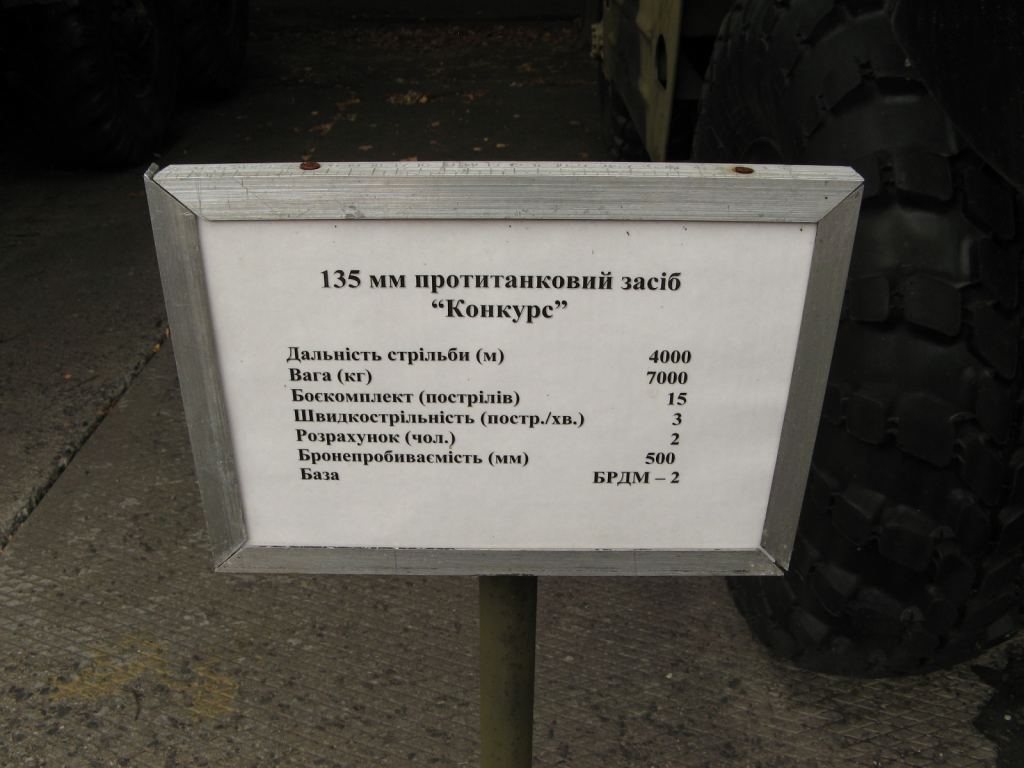 135 мм протитанковий засіб
“Конкурс”
Дальність стрільби (м) 4000
Вага (кг) 7000
Боєкомплект (пострілів) 15
Швидкострільність (постр./хв.) 3
Розрахунок (чол.) 2
Бронепробиваємість (мм) 500
База БРДМ – 2